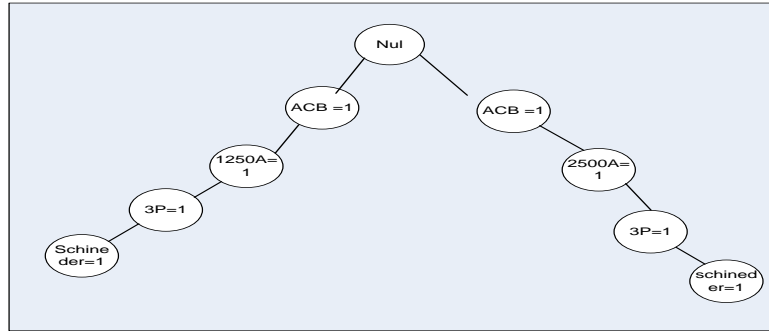 Nul
ACB =1
ACB =1
1250A=
1
2500A=
1
3P=1
3P=1
Schine
der=1
schined
er=1